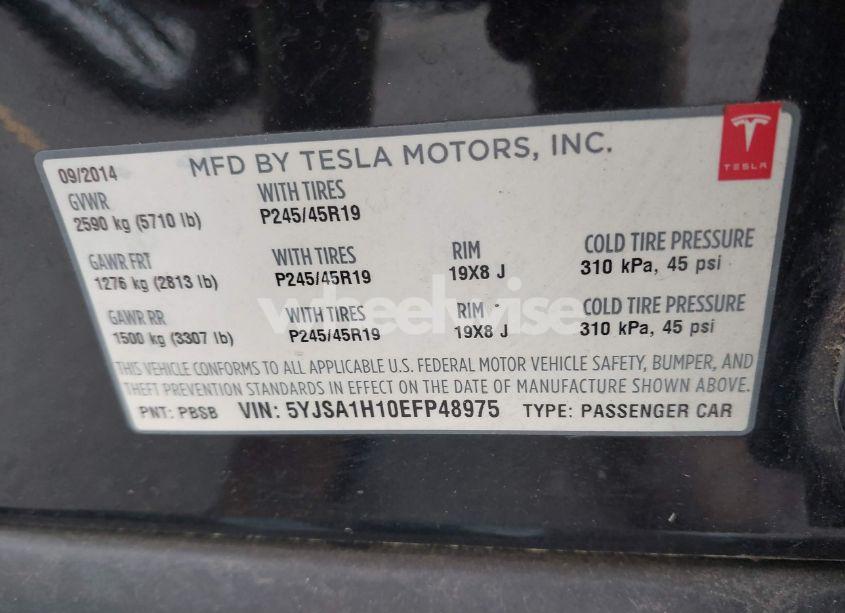 09/2014 MFD BY TESLA MOTORS, INC.
TESLA
GVWR WITH TIRES
2590 kg (5710 lb) P245/45R19
GAWR FRT WITH TIRES RIM COLD TIRE PRESSURE
1276 kg (2813 lb) P245/45R19 19X8 J 310 kPa, 45 psi
GAWR RR WITH TIRES RIM COLD TIRE PRESSURE
1500 kg (3307 lb) P245/45R19 19X8 J 310 kPa, 45 psi
wheelwise
THIS VEHICLE CONFORMS TO ALL APPLICABLE U.S. FEDERAL MOTOR VEHICLE SAFETY, BUMPER, AND
THEFT PREVENTION STANDARDS IN EFFECT ON THE DATE OF MANUFACTURE SHOWN ABOVE.
PNT: PBSB VIN: 5YJSA1H10EFP48975 TYPE: PASSENGER CAR